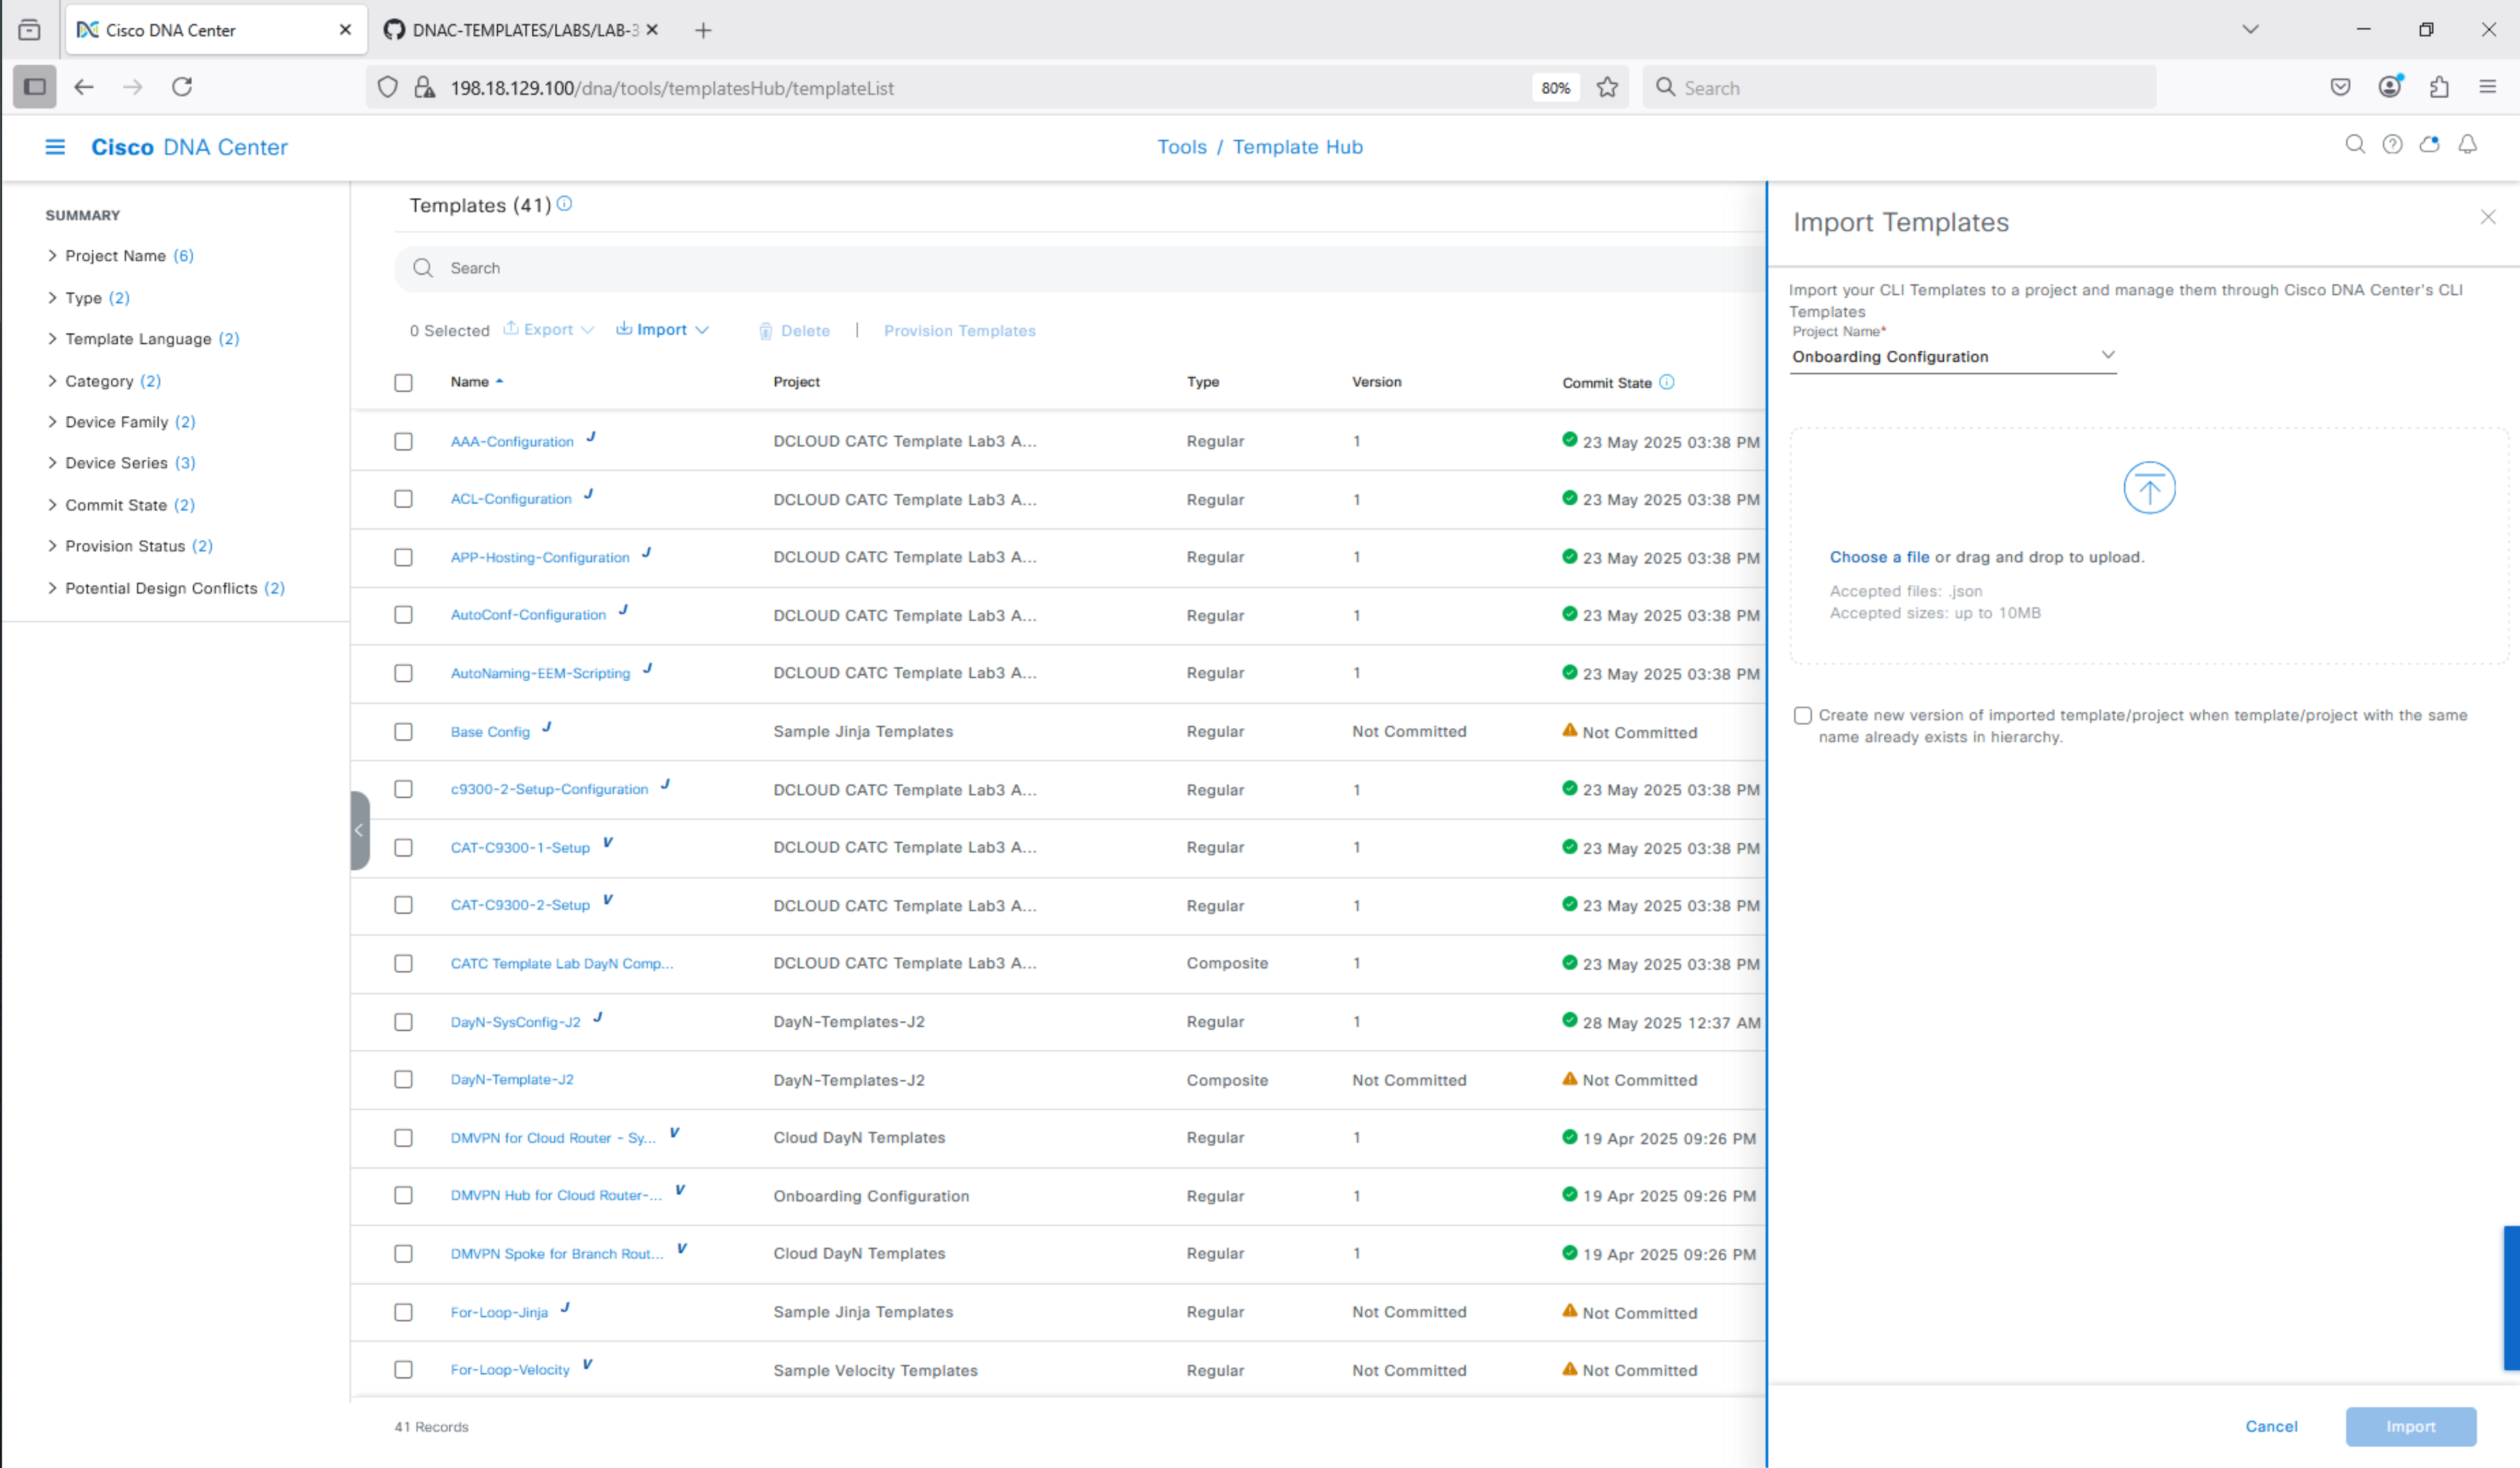 Cisco DNA Center
DNAC-TEMPLATES/LABS/LAB-3
198.18.129.100/dna/tools/templatesHub/templateList
80%
Search
Cisco DNA Center
Tools / Template Hub
SUMMARY
Project Name (6)
Type (2)
Template Language (2)
Category (2)
Device Family (2)
Device Series (3)
Commit State (2)
Provision Status (2)
Potential Design Conflicts (2)
Templates (41)
Search
0 Selected Export Import Delete | Provision Templates
Name Project Type Version Commit State
AAA-Configuration J DCLOUD CATC Template Lab3 A... Regular 1 23 May 2025 03:38 PM
ACL-Configuration J DCLOUD CATC Template Lab3 A... Regular 1 23 May 2025 03:38 PM
APP-Hosting-Configuration J DCLOUD CATC Template Lab3 A... Regular 1 23 May 2025 03:38 PM
AutoConf-Configuration J DCLOUD CATC Template Lab3 A... Regular 1 23 May 2025 03:38 PM
AutoNaming-EEM-Scripting J DCLOUD CATC Template Lab3 A... Regular 1 23 May 2025 03:38 PM
Base Config J Sample Jinja Templates Regular Not Committed Not Committed
c9300-2-Setup-Configuration J DCLOUD CATC Template Lab3 A... Regular 1 23 May 2025 03:38 PM
CAT-C9300-1-Setup V DCLOUD CATC Template Lab3 A... Regular 1 23 May 2025 03:38 PM
CAT-C9300-2-Setup V DCLOUD CATC Template Lab3 A... Regular 1 23 May 2025 03:38 PM
CATC Template Lab DayN Comp... DCLOUD CATC Template Lab3 A... Composite 1 23 May 2025 03:38 PM
DayN-SysConfig-J2 J DayN-Templates-J2 Regular 1 28 May 2025 12:37 AM
DayN-Template-J2 DayN-Templates-J2 Composite Not Committed Not Committed
DMVPN for Cloud Router - Sy... V Cloud DayN Templates Regular 1 19 Apr 2025 09:26 PM
DMVPN Hub for Cloud Router-... V Onboarding Configuration Regular 1 19 Apr 2025 09:26 PM
DMVPN Spoke for Branch Rout... V Cloud DayN Templates Regular 1 19 Apr 2025 09:26 PM
For-Loop-Jinja J Sample Jinja Templates Regular Not Committed Not Committed
For-Loop-Velocity V Sample Velocity Templates Regular Not Committed Not Committed
41 Records
Import Templates
Import your CLI Templates to a project and manage them through Cisco DNA Center's CLI
Templates
Project Name*
Onboarding Configuration
Choose a file or drag and drop to upload.
Accepted files: .json
Accepted sizes: up to 10MB
Create new version of imported template/project when template/project with the same
name already exists in hierarchy.
Cancel Import